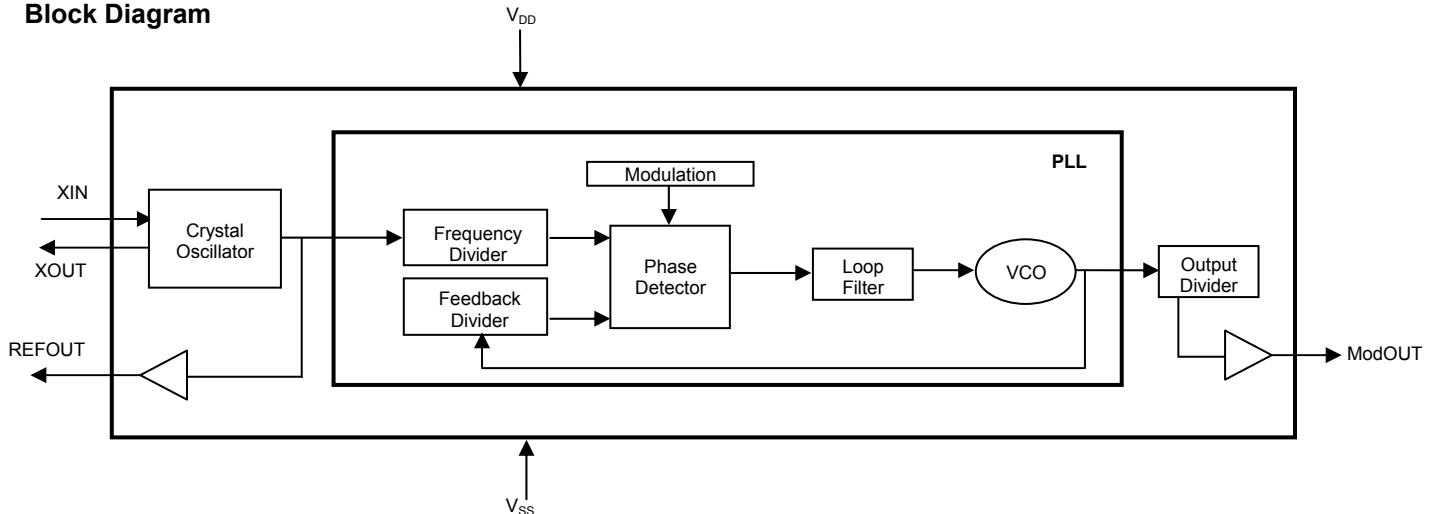 Block Diagram
VDD
PLL
Modulation
XIN
Crystal
Oscillator
XOUT
Frequency
Divider
Feedback
Divider
Phase
Detector
Loop
Filter
VCO
Output
Divider
REFOUT
ModOUT
VSS